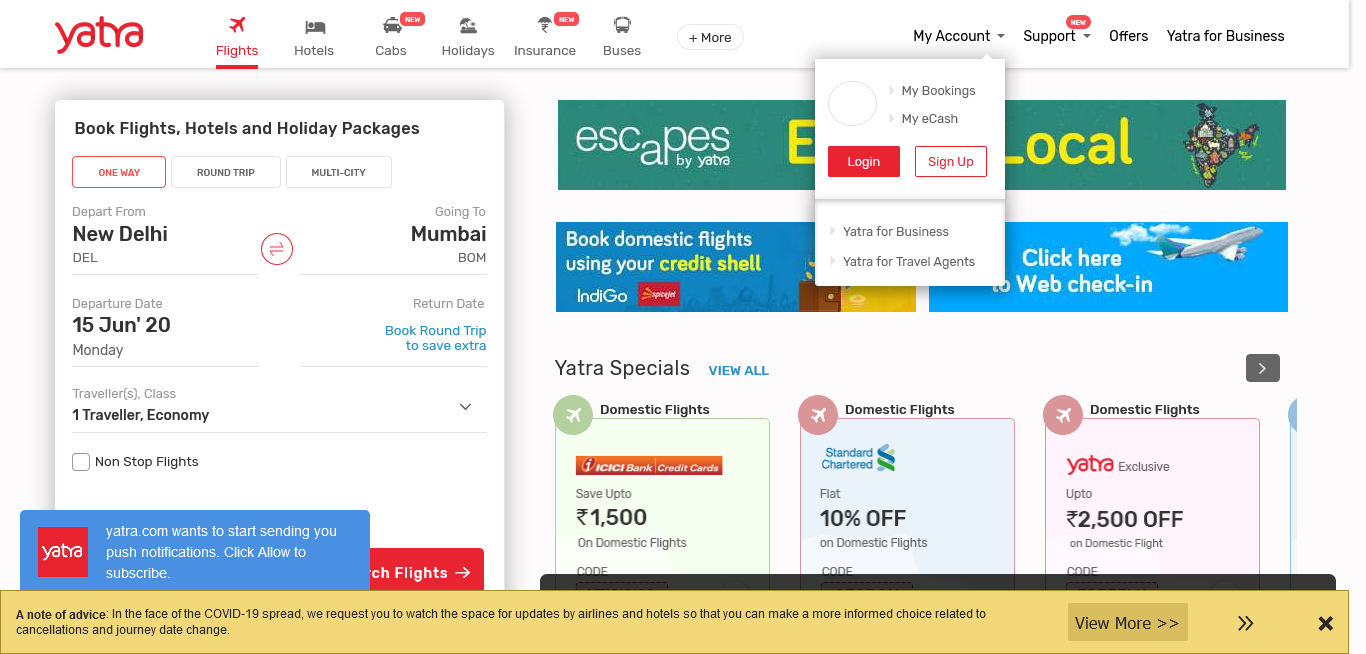 yatra
Flights
Hotels
Cabs
NEW
Holidays
Insurance
NEW
Buses
+ More
My Account
Support
NEW
Offers
Yatra for Business
My Bookings
My eCash
Login
Sign Up
Yatra for Business
Yatra for Travel Agents
Book Flights, Hotels and Holiday Packages
ONE WAY
ROUND TRIP
MULTI-CITY
Depart From
New Delhi
DEL
Going To
Mumbai
BOM
Departure Date
15 Jun' 20
Monday
Return Date
Book Round Trip
to save extra
Traveller(s), Class
1 Traveller, Economy
Non Stop Flights
Flights
escapes
by yatra
Local
Book domestic flights
using your credit shell
IndiGo
spicejet
Click here
to Web check-in
Yatra Specials
VIEW ALL
Domestic Flights
ICICI Bank Credit Cards
Save Upto
₹1,500
On Domestic Flights
CODE
Domestic Flights
Standard
Chartered
Flat
10% OFF
on Domestic Flights
CODE
Domestic Flights
yatra Exclusive
Upto
₹2,500 OFF
on Domestic Flight
CODE
yatra
yatra.com wants to start sending you
push notifications. Click Allow to
subscribe.
A note of advice: In the face of the COVID-19 spread, we request you to watch the space for updates by airlines and hotels so that you can make a more informed choice related to
cancellations and journey date change.
View More >>